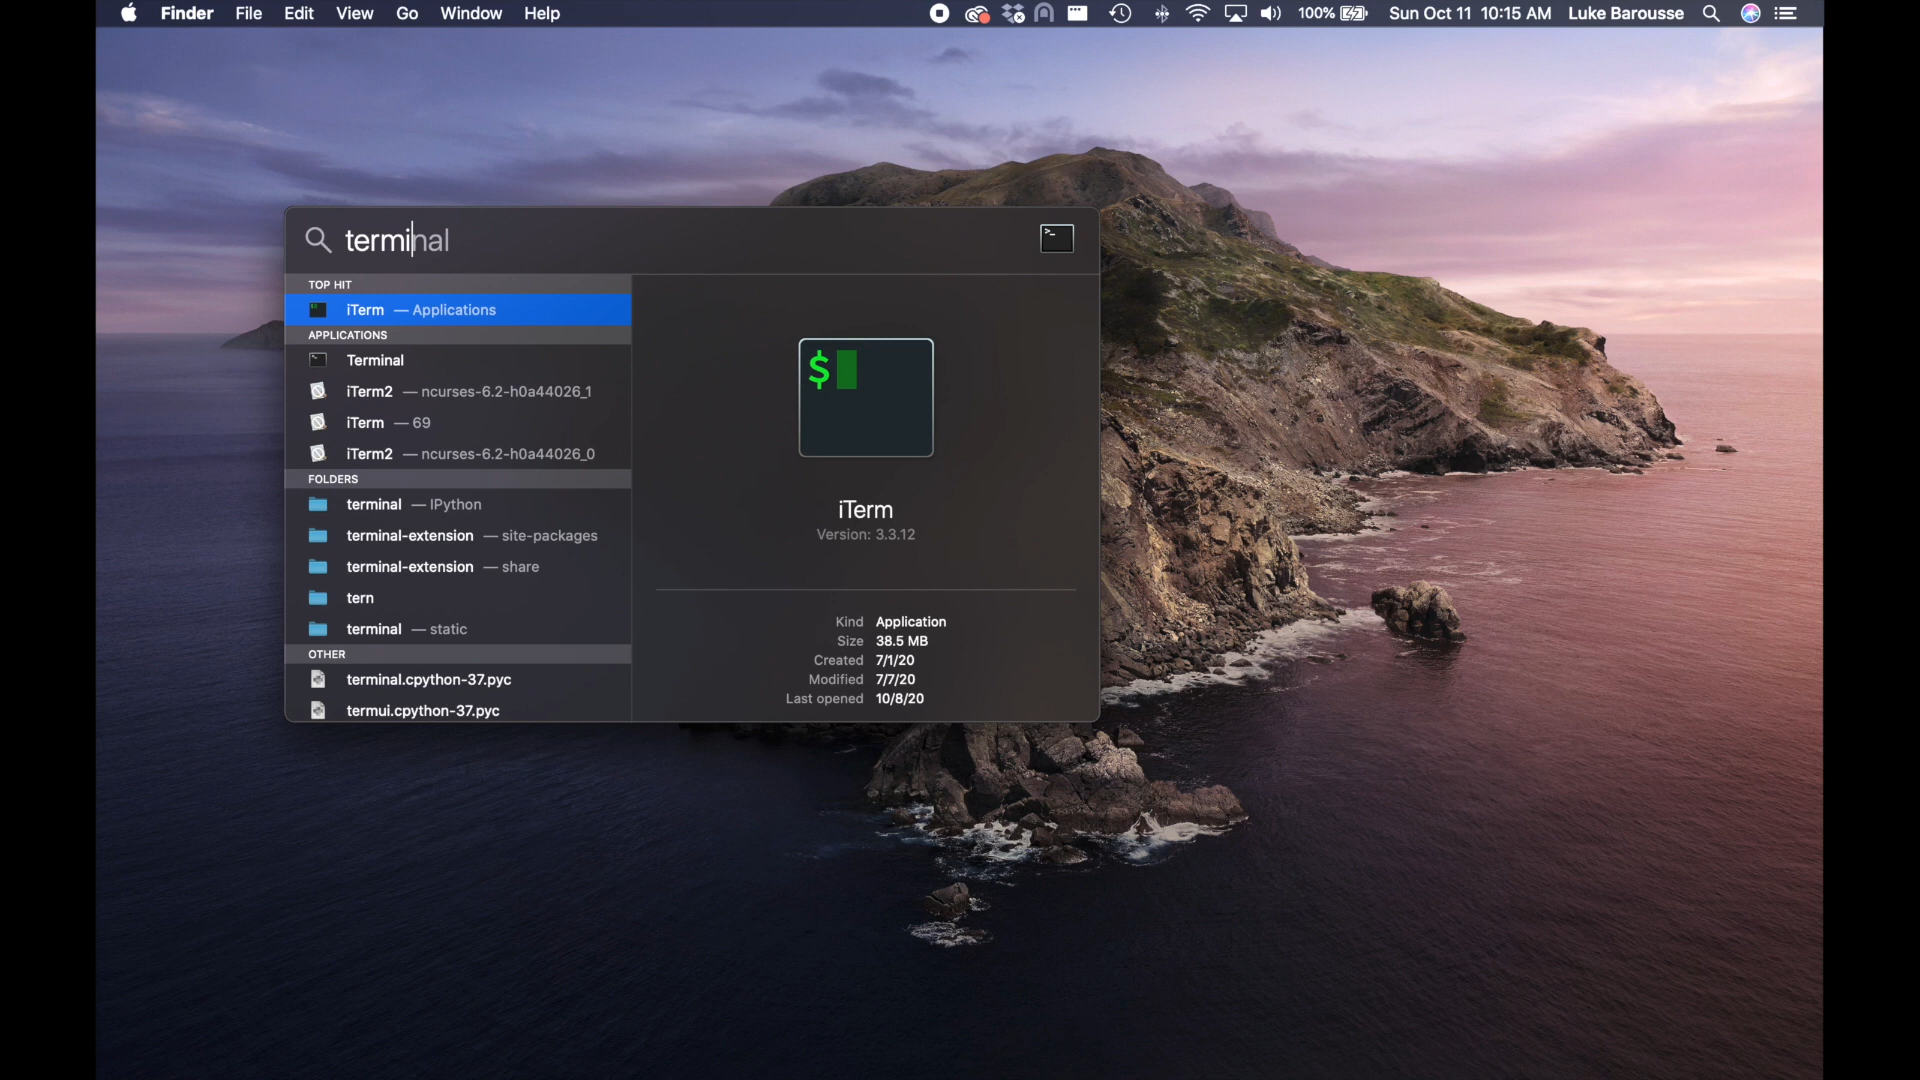 Finder File Edit View Go Window Help 100% Sun Oct 11 10:15 AM Luke Barousse
terminal
TOP HIT
iTerm — Applications
APPLICATIONS
Terminal
iTerm2 — ncurses-6.2-h0a44026_1
iTerm — 69
iTerm2 — ncurses-6.2-h0a44026_0
FOLDERS
terminal — IPython
terminal-extension — site-packages
terminal-extension — share
tern
terminal — static
OTHER
terminal.cpython-37.pyc
termui.cpython-37.pyc
$
iTerm
Version: 3.3.12
Kind Application
Size 38.5 MB
Created 7/1/20
Modified 7/7/20
Last opened 10/8/20